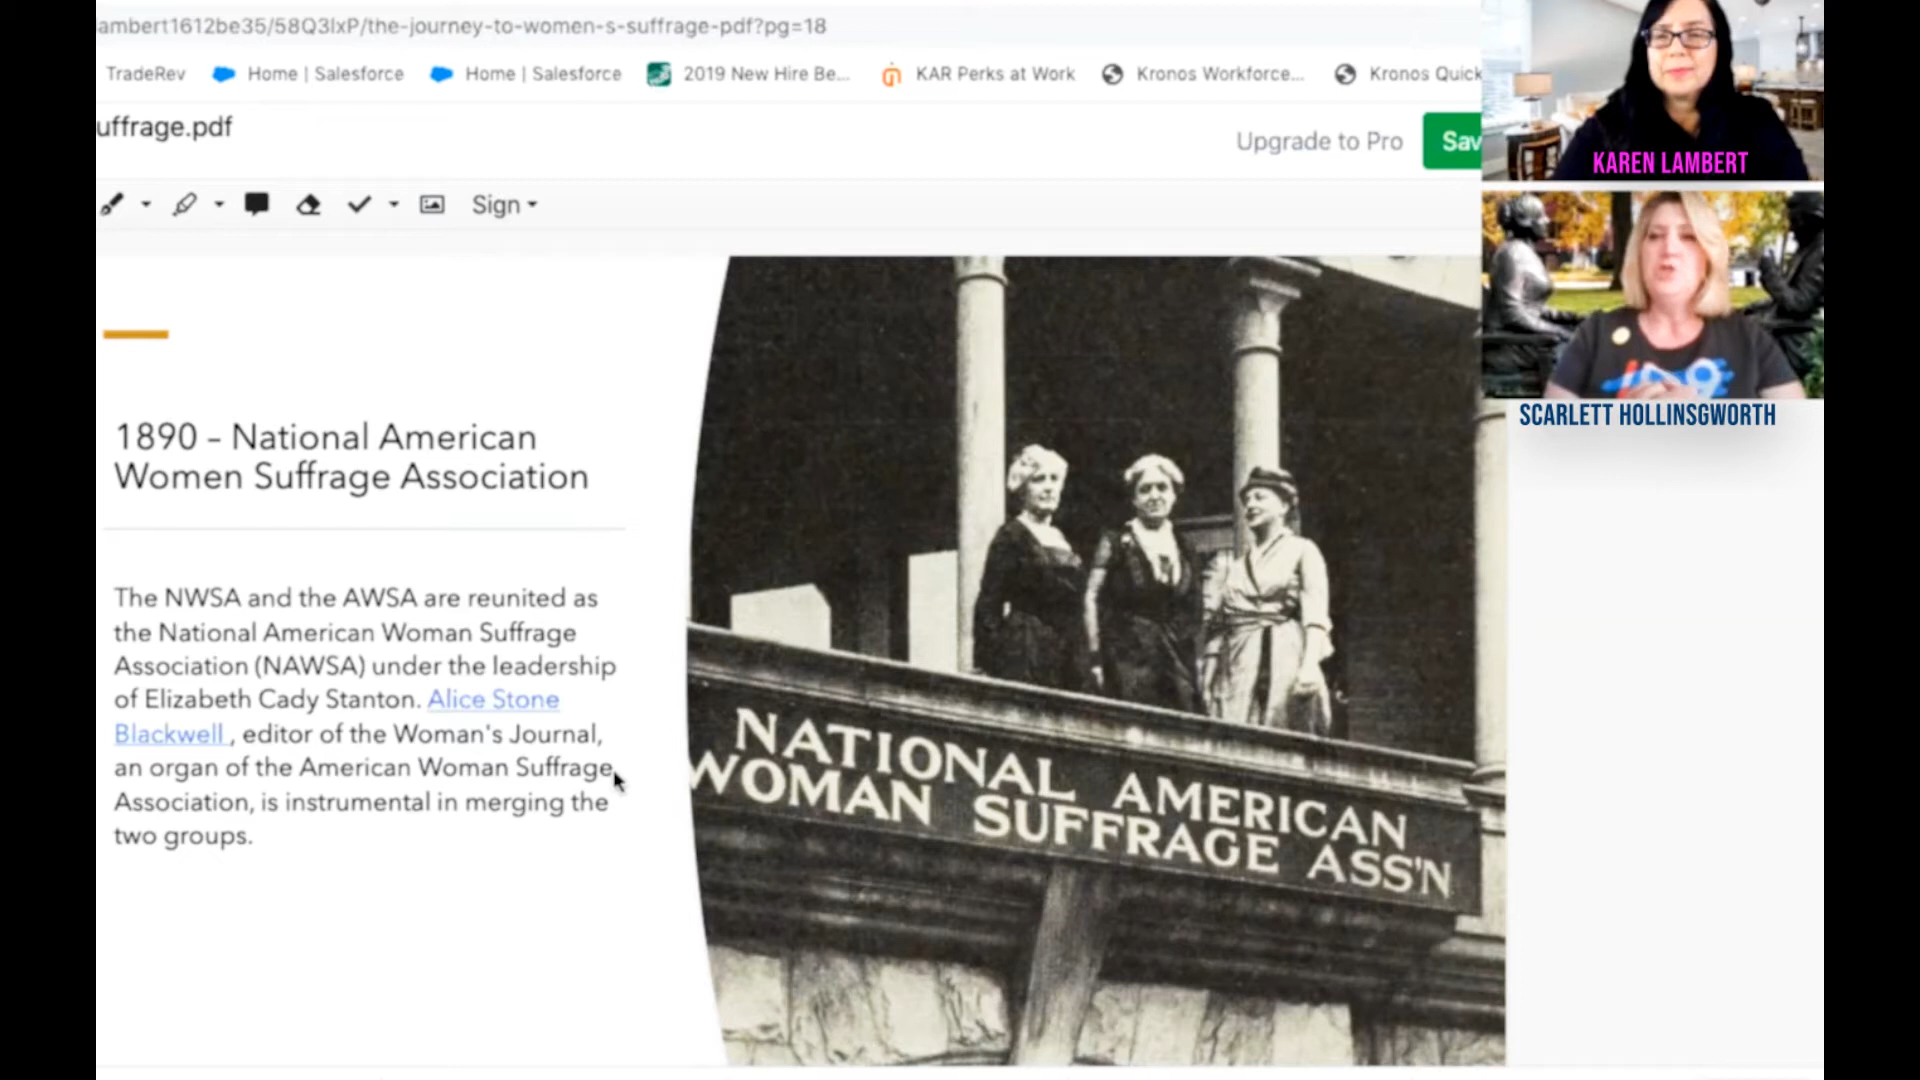 ambert1612be35/58Q3lxP/the-journey-to-women-s-suffrage-pdf?pg=18
TradeRev Home | Salesforce Home | Salesforce 2019 New Hire Be... KAR Perks at Work Kronos Workforce... Kronos Quick
uffrage.pdf
Upgrade to Pro Sav
Sign
KAREN LAMBERT
SCARLETT HOLLINSGWORTH
1890 – National American
Women Suffrage Association
The NWSA and the AWSA are reunited as
the National American Woman Suffrage
Association (NAWSA) under the leadership
of Elizabeth Cady Stanton. Alice Stone
Blackwell , editor of the Woman's Journal,
an organ of the American Woman Suffrage
Association, is instrumental in merging the
two groups.
NATIONAL AMERICAN
WOMAN SUFFRAGE ASS'N